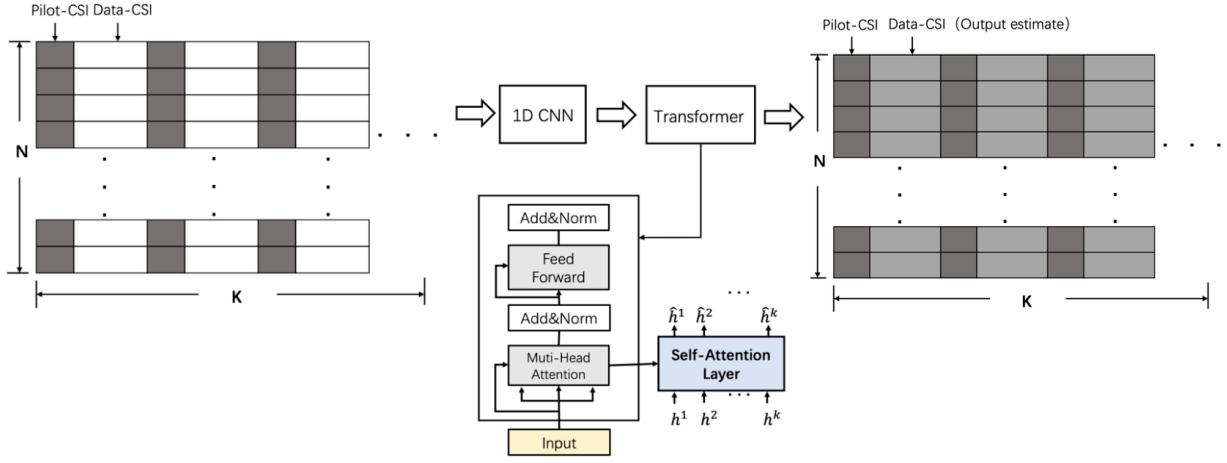 Pilot-CSI Data-CSI
N
K
1D CNN
Transformer
Pilot-CSI Data-CSI (Output estimate)
N
K
Add&Norm
Feed
Forward
Add&Norm
Muti-Head
Attention
Input
ĥ¹ ĥ² · · · ĥᵏ
Self-Attention
Layer
h¹ h² · · · hᵏ